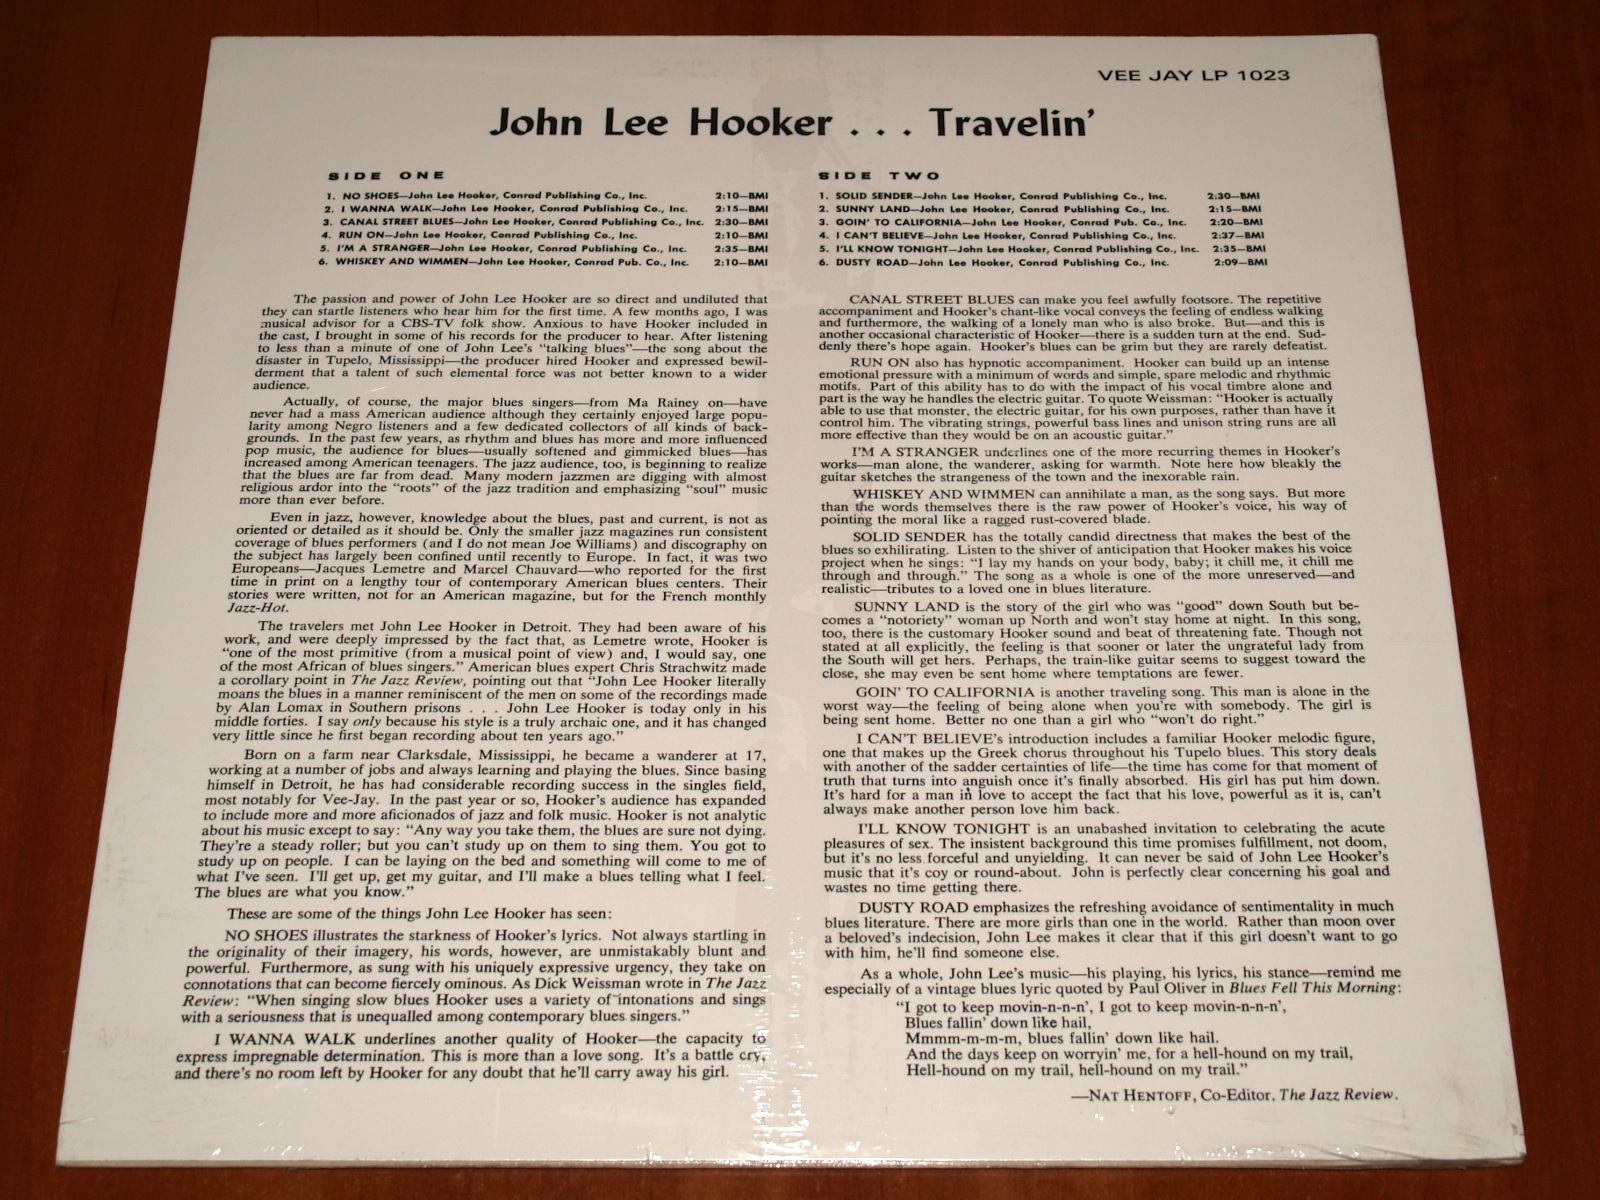 VEE JAY LP 1023
John Lee Hooker . . . Travelin'
SIDE ONE
1. NO SHOES—John Lee Hooker, Conrad Publishing Co., Inc. 2:10—BMI
2. I WANNA WALK—John Lee Hooker, Conrad Publishing Co., Inc. 2:15—BMI
3. CANAL STREET BLUES—John Lee Hooker, Conrad Publishing Co., Inc. 2:30—BMI
4. RUN ON—John Lee Hooker, Conrad Publishing Co., Inc. 2:10—BMI
5. I'M A STRANGER—John Lee Hooker, Conrad Publishing Co., Inc. 2:35—BMI
6. WHISKEY AND WIMMEN—John Lee Hooker, Conrad Pub. Co., Inc. 2:10—BMI
SIDE TWO
1. SOLID SENDER—John Lee Hooker, Conrad Publishing Co., Inc. 2:30—BMI
2. SUNNY LAND—John Lee Hooker, Conrad Publishing Co., Inc. 2:15—BMI
3. GOIN' TO CALIFORNIA—John Lee Hooker, Conrad Pub. Co., Inc. 2:20—BMI
4. I CAN'T BELIEVE—John Lee Hooker, Conrad Publishing Co., Inc. 2:37—BMI
5. I'LL KNOW TONIGHT—John Lee Hooker, Conrad Publishing Co., Inc. 2:35—BMI
6. DUSTY ROAD—John Lee Hooker, Conrad Publishing Co., Inc. 2:09—BMI
The passion and power of John Lee Hooker are so direct and undiluted that
they can startle listeners who hear him for the first time. A few months ago, I was
musical advisor for a CBS-TV folk show. Anxious to have Hooker included in
the cast, I brought in some of his records for the producer to hear. After listening
to less than a minute of one of John Lee's "talking blues"—the song about the
disaster in Tupelo, Mississippi—the producer hired Hooker and expressed bewil-
derment that a talent of such elemental force was not better known to a wider
audience.
Actually, of course, the major blues singers—from Ma Rainey on—have
never had a mass American audience although they certainly enjoyed large popu-
larity among Negro listeners and a few dedicated collectors of all kinds of back-
grounds. In the past few years, as rhythm and blues has more and more influenced
pop music, the audience for blues—usually softened and gimmicked blues—has
increased among American teenagers. The jazz audience, too, is beginning to realize
that the blues are far from dead. Many modern jazzmen are digging with almost
religious ardor into the "roots" of the jazz tradition and emphasizing "soul" music
more than ever before.
Even in jazz, however, knowledge about the blues, past and current, is not as
oriented or detailed as it should be. Only the smaller jazz magazines run consistent
coverage of blues performers (and I do not mean Joe Williams) and discography on
the subject has largely been confined until recently to Europe. In fact, it was two
Europeans—Jacques Lemetre and Marcel Chauvard—who reported for the first
time in print on a lengthy tour of contemporary American blues centers. Their
stories were written, not for an American magazine, but for the French monthly
Jazz-Hot.
The travelers met John Lee Hooker in Detroit. They had been aware of his
work, and were deeply impressed by the fact that, as Lemetre wrote, Hooker is
"one of the most primitive (from a musical point of view) and, I would say, one
of the most African of blues singers." American blues expert Chris Strachwitz made
a corollary point in The Jazz Review, pointing out that "John Lee Hooker literally
moans the blues in a manner reminiscent of the men on some of the recordings made
by Alan Lomax in Southern prisons . . . John Lee Hooker is today only in his
middle forties. I say only because his style is a truly archaic one, and it has changed
very little since he first began recording about ten years ago."
Born on a farm near Clarksdale, Mississippi, he became a wanderer at 17,
working at a number of jobs and always learning and playing the blues. Since basing
himself in Detroit, he has had considerable recording success in the singles field,
most notably for Vee-Jay. In the past year or so, Hooker's audience has expanded
to include more and more aficionados of jazz and folk music. Hooker is not analytic
about his music except to say: "Any way you take them, the blues are sure not dying.
They're a steady roller; but you can't study up on them to sing them. You got to
study up on people. I can be laying on the bed and something will come to me of
what I've seen. I'll get up, get my guitar, and I'll make a blues telling what I feel.
The blues are what you know."
These are some of the things John Lee Hooker has seen:
NO SHOES illustrates the starkness of Hooker's lyrics. Not always startling in
the originality of their imagery, his words, however, are unmistakably blunt and
powerful. Furthermore, as sung with his uniquely expressive urgency, they take on
connotations that can become fiercely ominous. As Dick Weissman wrote in The Jazz
Review: "When singing slow blues Hooker uses a variety of intonations and sings
with a seriousness that is unequalled among contemporary blues singers."
I WANNA WALK underlines another quality of Hooker—the capacity to
express impregnable determination. This is more than a love song. It's a battle cry,
and there's no room left by Hooker for any doubt that he'll carry away his girl.
CANAL STREET BLUES can make you feel awfully footsore. The repetitive
accompaniment and Hooker's chant-like vocal conveys the feeling of endless walking
and furthermore, the walking of a lonely man who is also broke. But—and this is
another occasional characteristic of Hooker—there is a sudden turn at the end. Sud-
denly there's hope again. Hooker's blues can be grim but they are rarely defeatist.
RUN ON also has hypnotic accompaniment. Hooker can build up an intense
emotional pressure with a minimum of words and simple, spare melodic and rhythmic
motifs. Part of this ability has to do with the impact of his vocal timbre alone and
part is the way he handles the electric guitar. To quote Weissman: "Hooker is actually
able to use that monster, the electric guitar, for his own purposes, rather than have it
control him. The vibrating strings, powerful bass lines and unison string runs are all
more effective than they would be on an acoustic guitar."
I'M A STRANGER underlines one of the more recurring themes in Hooker's
works—man alone, the wanderer, asking for warmth. Note here how bleakly the
guitar sketches the strangeness of the town and the inexorable rain.
WHISKEY AND WIMMEN can annihilate a man, as the song says. But more
than the words themselves there is the raw power of Hooker's voice, his way of
pointing the moral like a ragged rust-covered blade.
SOLID SENDER has the totally candid directness that makes the best of the
blues so exhilirating. Listen to the shiver of anticipation that Hooker makes his voice
project when he sings: "I lay my hands on your body, baby; it chill me, it chill me
through and through." The song as a whole is one of the more unreserved—and
realistic—tributes to a loved one in blues literature.
SUNNY LAND is the story of the girl who was "good" down South but be-
comes a "notoriety" woman up North and won't stay home at night. In this song,
too, there is the customary Hooker sound and beat of threatening fate. Though not
stated at all explicitly, the feeling is that sooner or later the ungrateful lady from
the South will get hers. Perhaps, the train-like guitar seems to suggest toward the
close, she may even be sent home where temptations are fewer.
GOIN' TO CALIFORNIA is another traveling song. This man is alone in the
worst way—the feeling of being alone when you're with somebody. The girl is
being sent home. Better no one than a girl who "won't do right."
I CAN'T BELIEVE's introduction includes a familiar Hooker melodic figure,
one that makes up the Greek chorus throughout his Tupelo blues. This story deals
with another of the sadder certainties of life—the time has come for that moment of
truth that turns into anguish once it's finally absorbed. His girl has put him down.
It's hard for a man in love to accept the fact that his love, powerful as it is, can't
always make another person love him back.
I'LL KNOW TONIGHT is an unabashed invitation to celebrating the acute
pleasures of sex. The insistent background this time promises fulfillment, not doom,
but it's no less forceful and unyielding. It can never be said of John Lee Hooker's
music that it's coy or round-about. John is perfectly clear concerning his goal and
wastes no time getting there.
DUSTY ROAD emphasizes the refreshing avoidance of sentimentality in much
blues literature. There are more girls than one in the world. Rather than moon over
a beloved's indecision, John Lee makes it clear that if this girl doesn't want to go
with him, he'll find someone else.
As a whole, John Lee's music—his playing, his lyrics, his stance—remind me
especially of a vintage blues lyric quoted by Paul Oliver in Blues Fell This Morning:
"I got to keep movin-n-n-n', I got to keep movin-n-n-n',
Blues fallin' down like hail,
Mmmm-m-m-m, blues fallin' down like hail.
And the days keep on worryin' me, for a hell-hound on my trail,
Hell-hound on my trail, hell-hound on my trail."
—NAT HENTOFF, Co-Editor, The Jazz Review.